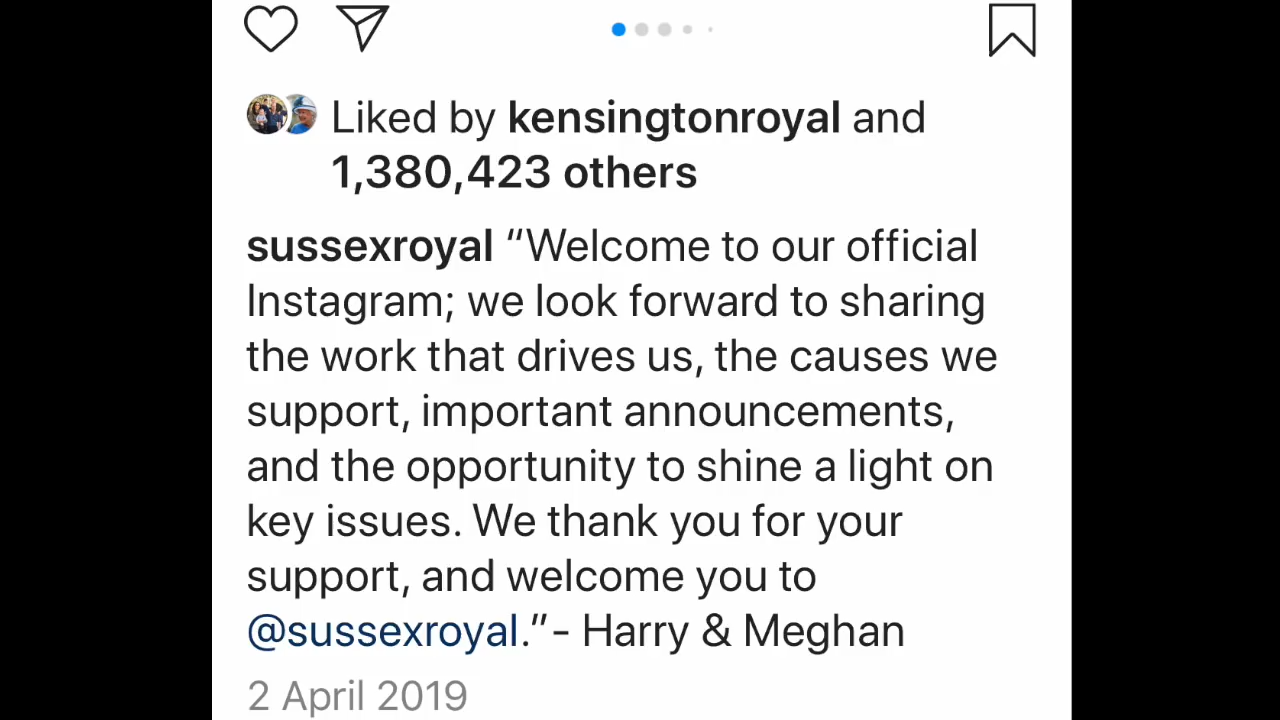 Liked by kensingtonroyal and
1,380,423 others
sussexroyal “Welcome to our official
Instagram; we look forward to sharing
the work that drives us, the causes we
support, important announcements,
and the opportunity to shine a light on
key issues. We thank you for your
support, and welcome you to
@sussexroyal.”- Harry & Meghan
2 April 2019